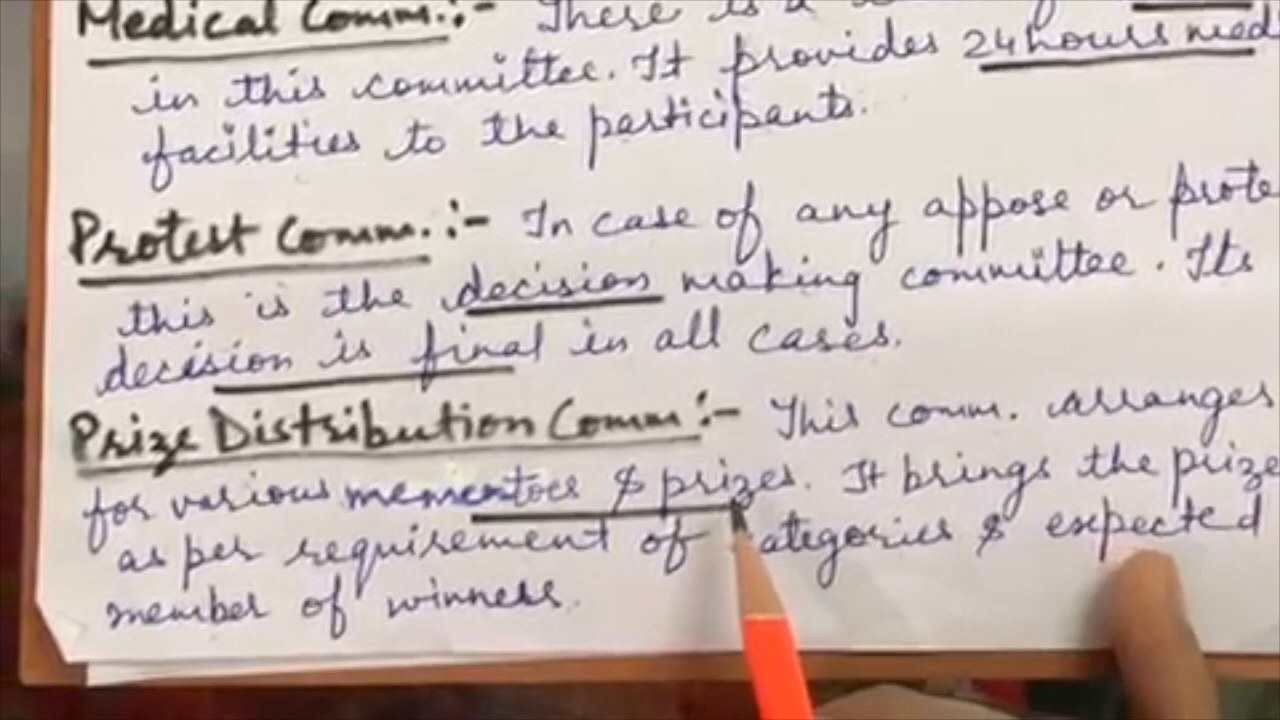 Medical Comm.:- There is a
in this committee. It provides 24 hours med
facilities to the participants.
Protest Comm.:- In case of any appose or prote
this is the decision making committee. Its
decision is final in all cases.
Prize Distribution Comm:- This comm. arranges
for various mementoes & prizes. It brings the prize
as per requirement of categories & expected
member of winners.